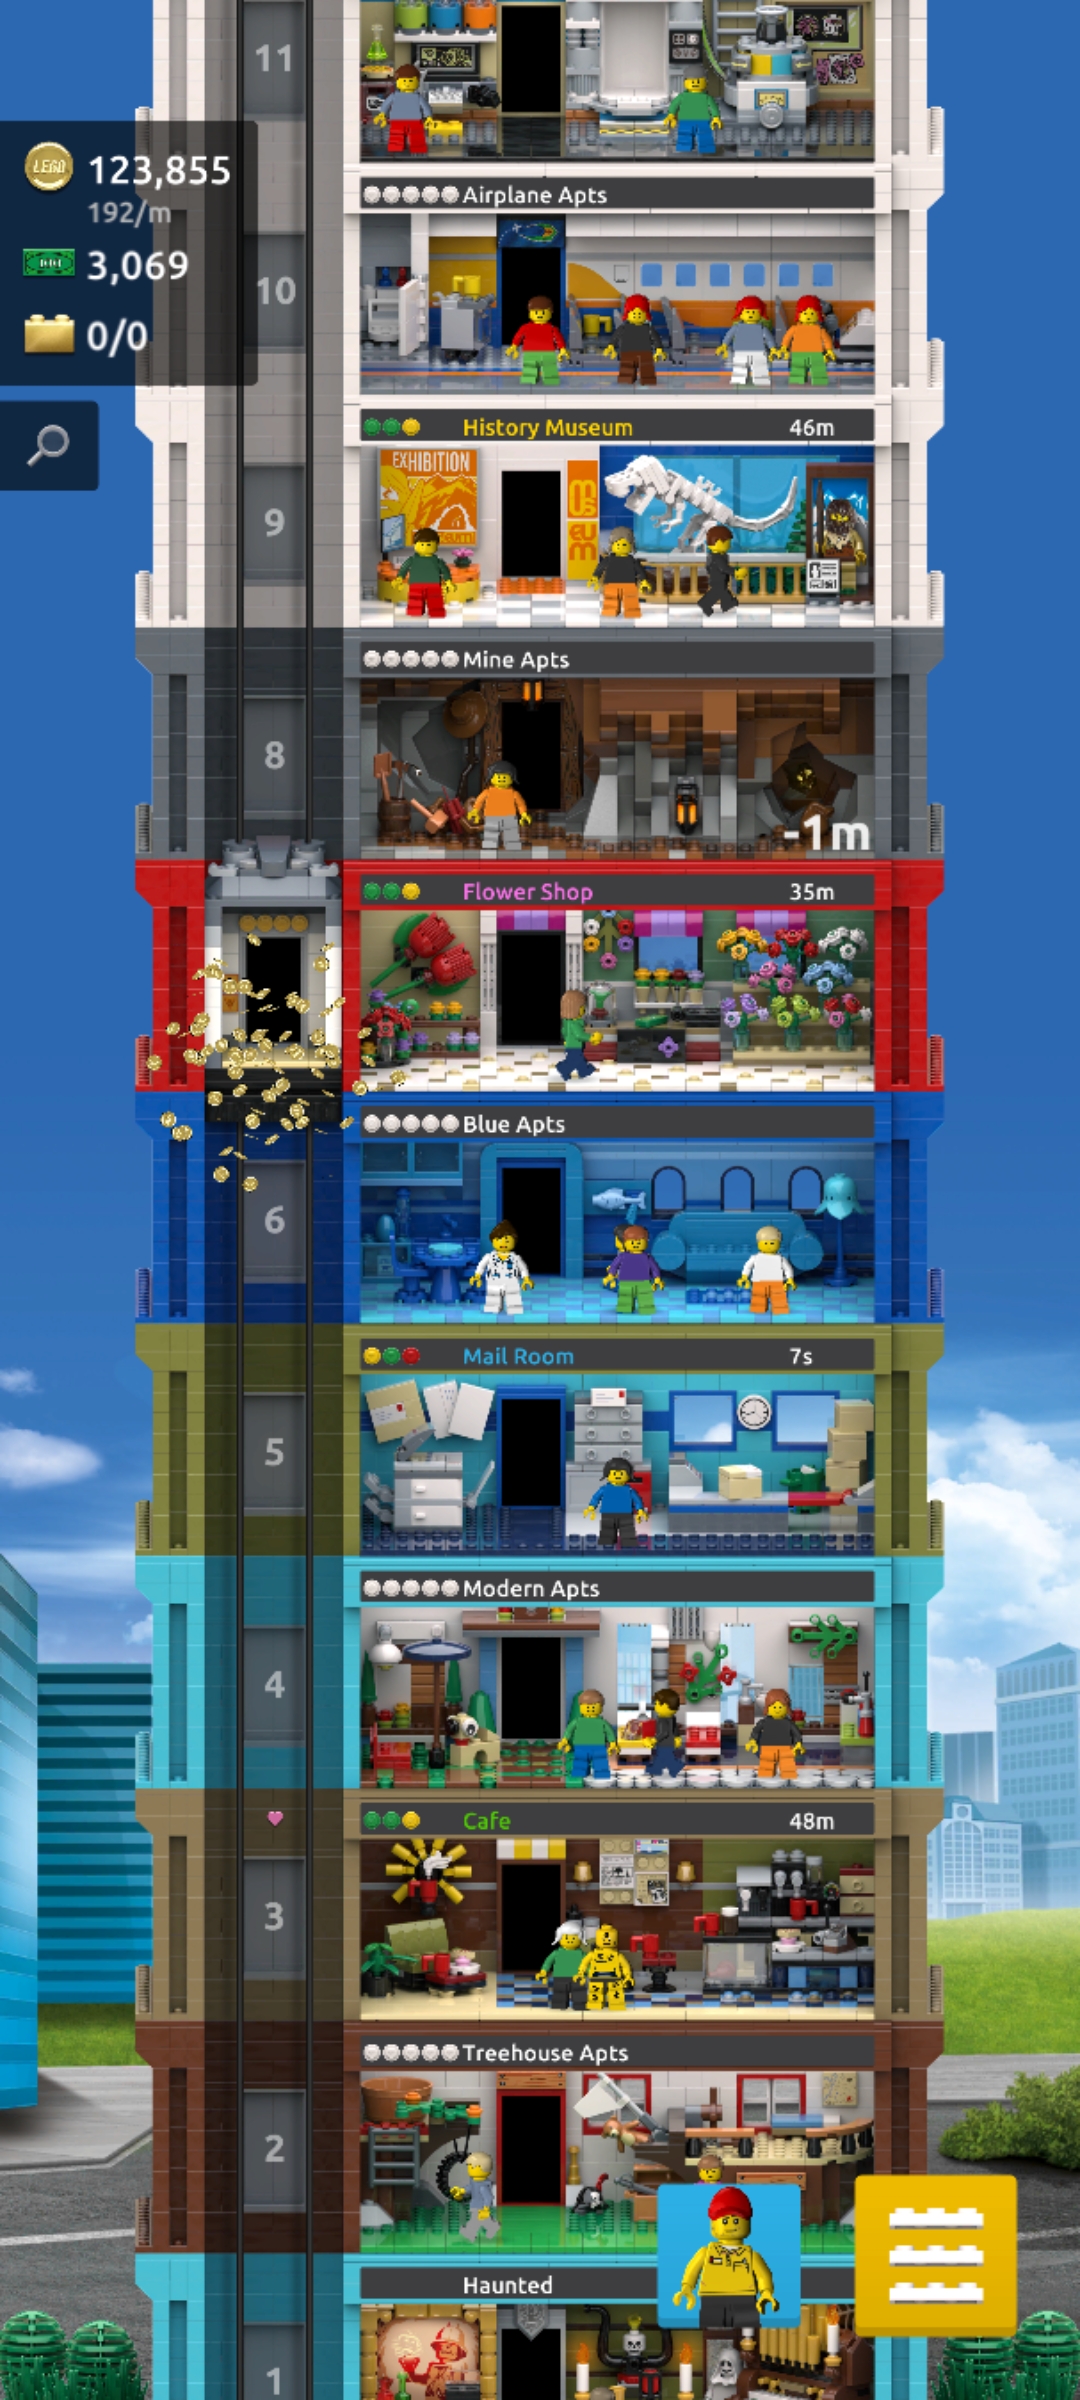 11
LEGO 123,855
192/m
3,069
0/0
Airplane Apts
10
History Museum 46m
EXHIBITION
9
Mine Apts
8
-1m
Flower Shop 35m
Blue Apts
6
Mail Room 7s
5
Modern Apts
4
Cafe 48m
3
Treehouse Apts
2
Haunted
1